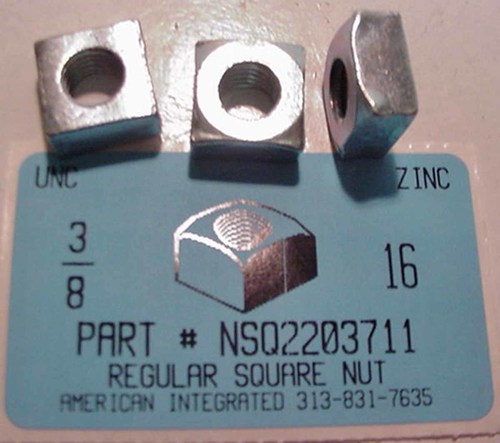 UNC ZINC
3/8 16
PART # NSQ2203711
REGULAR SQUARE NUT
AMERICAN INTEGRATED 313-831-7635